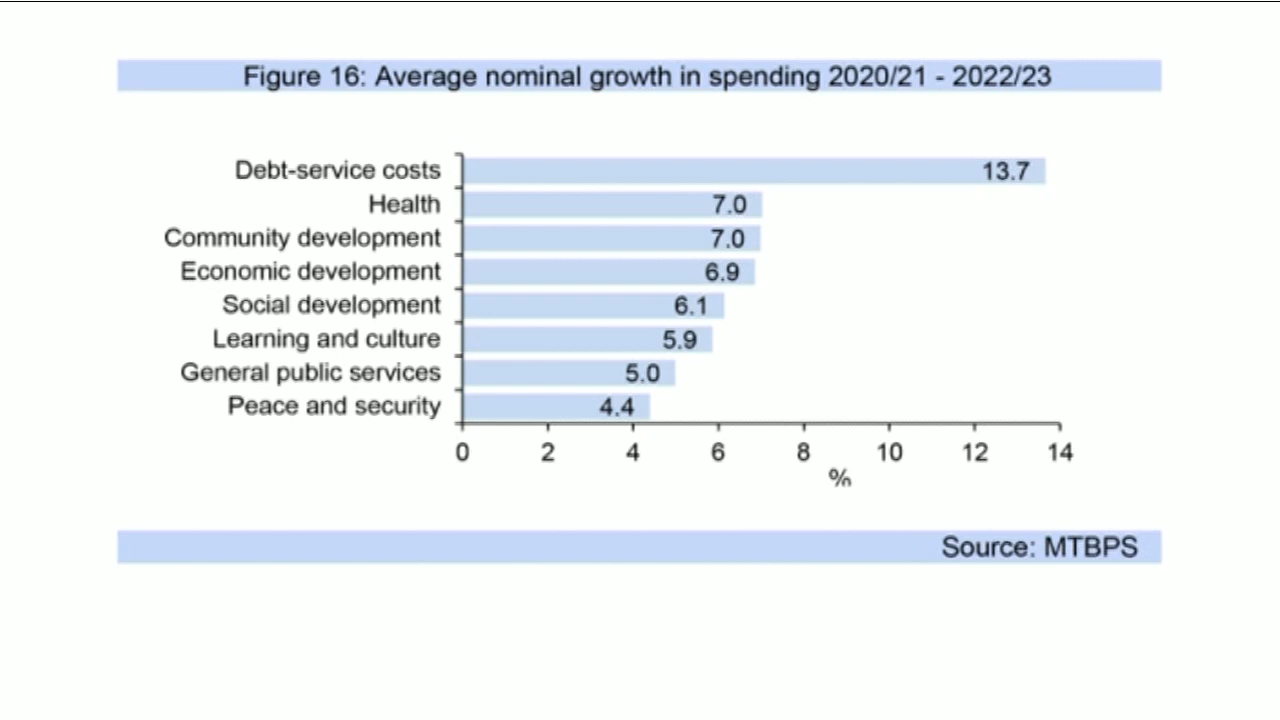 Figure 16: Average nominal growth in spending 2020/21 - 2022/23
Debt-service costs 13.7
Health 7.0
Community development 7.0
Economic development 6.9
Social development 6.1
Learning and culture 5.9
General public services 5.0
Peace and security 4.4
0 2 4 6 8 10 12 14
%
Source: MTBPS